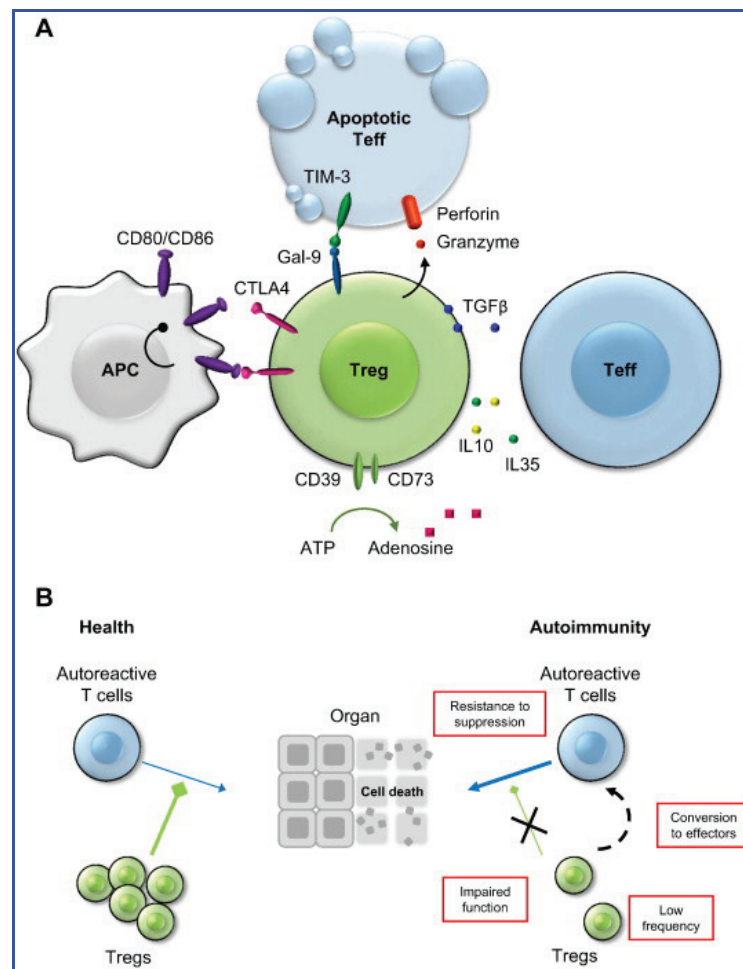 A
Apoptotic
Teff
TIM-3
Perforin
Granzyme
CD80/CD86
Gal-9
CTLA4
TGFβ
APC
Treg
Teff
IL10
IL35
CD39
CD73
ATP
Adenosine
B
Health
Autoimmunity
Autoreactive
T cells
Autoreactive
T cells
Resistance to
suppression
Organ
Cell death
Conversion
to effectors
Impaired
function
Low
frequency
Tregs
Tregs